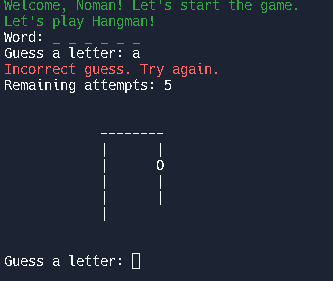 Welcome, Noman! Let's start the game.
Let's play Hangman!
Word: _ _ _ _ _ _
Guess a letter: a
Incorrect guess. Try again.
Remaining attempts: 5
--------
|      |
|      O
|      |
|      |
|
Guess a letter: